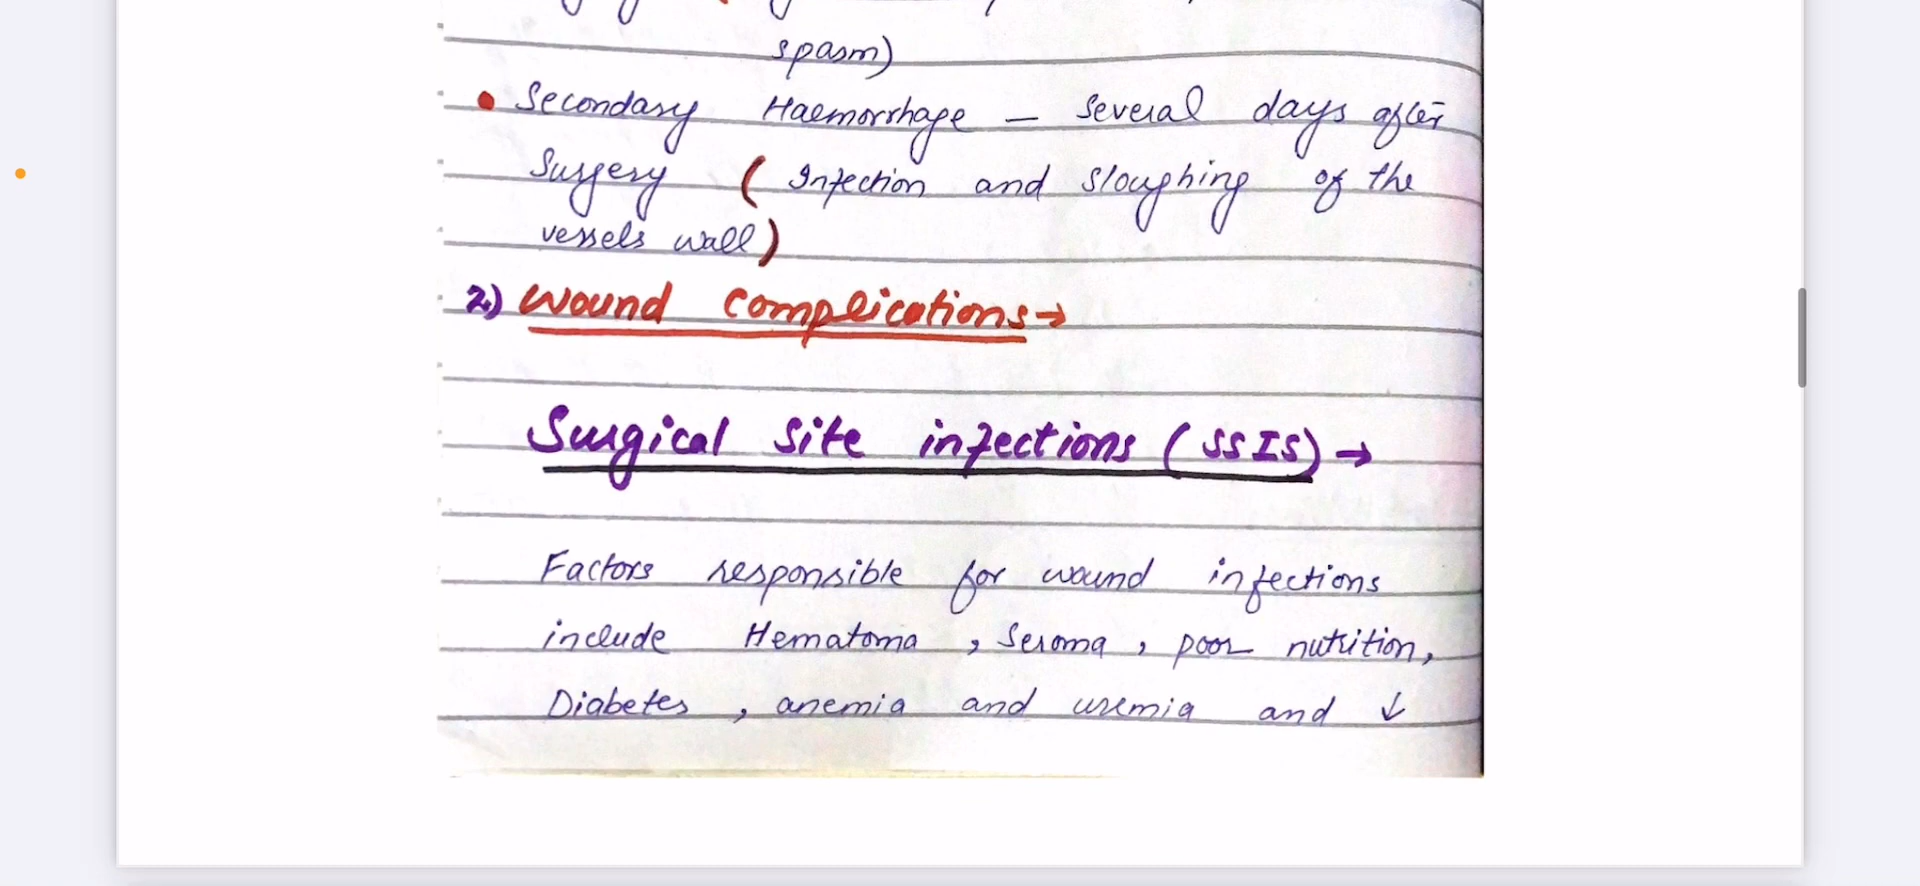 spasm)
• Secondary Haemorrhage – Several days after
Surgery ( Infection and sloughing of the
vessels wall)
2) Wound Complications→
Surgical Site infections (SSIS)→
Factors responsible for wound infections
include Hematoma , Seroma , poor nutrition,
Diabetes , anemia and uremia and ↓